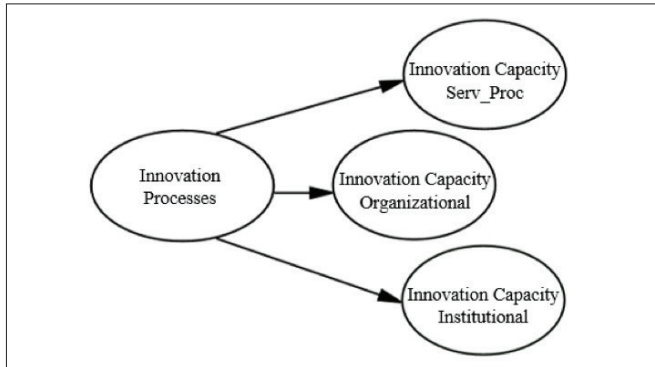 Innovation Capacity
Serv_Proc
Innovation
Processes
Innovation Capacity
Organizational
Innovation Capacity
Institutional